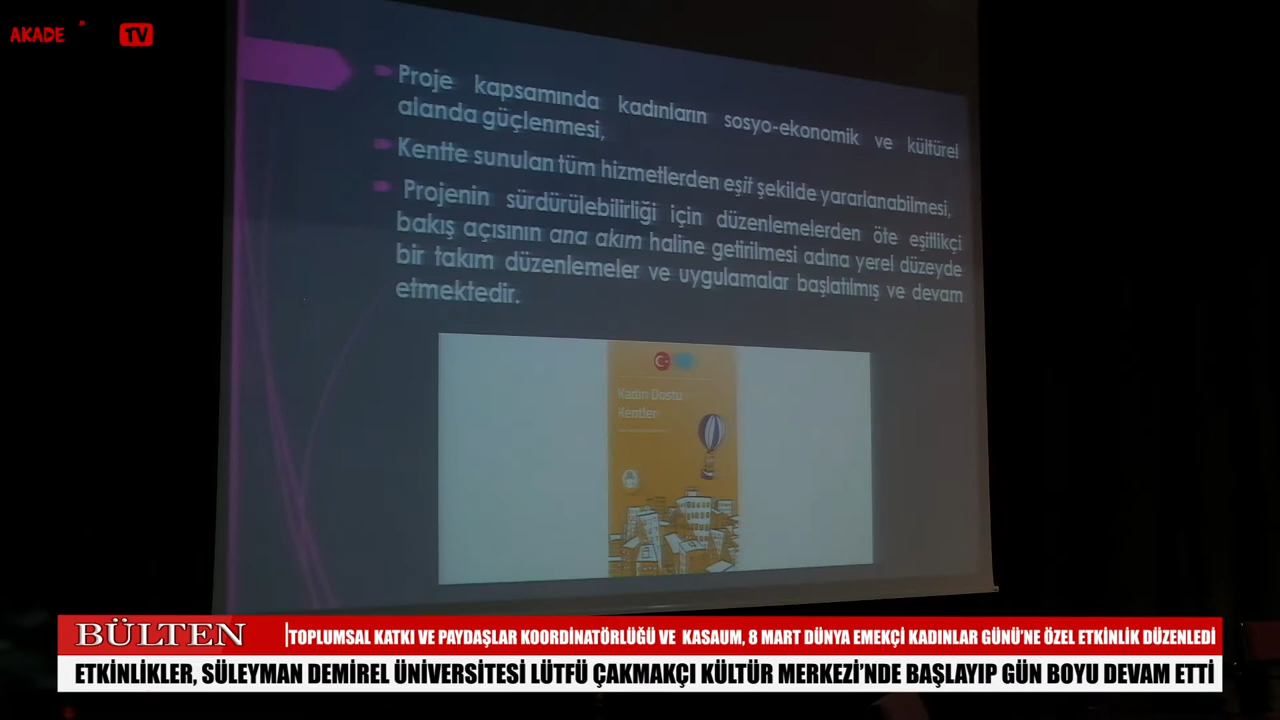 AKADE TV
Proje kapsamında kadınların sosyo-ekonomik ve kültürel
alanda güçlenmesi,
Kentte sunulan tüm hizmetlerden eşit şekilde yararlanabilmesi,
Projenin sürdürülebilirliği için düzenlemelerden öte eşitlikçi
bakış açısının ana akım haline getirilmesi adına yerel düzeyde
bir takım düzenlemeler ve uygulamalar başlatılmış ve devam
etmektedir.
Kadın Dostu
Kentler
BÜLTEN
TOPLUMSAL KATKI VE PAYDAŞLAR KOORDİNATÖRLÜĞÜ VE KASAUM, 8 MART DÜNYA EMEKÇİ KADINLAR GÜNÜ'NE ÖZEL ETKİNLİK DÜZENLEDİ
ETKİNLİKLER, SÜLEYMAN DEMİREL ÜNİVERSİTESİ LÜTFÜ ÇAKMAKÇI KÜLTÜR MERKEZİ'NDE BAŞLAYIP GÜN BOYU DEVAM ETTİ